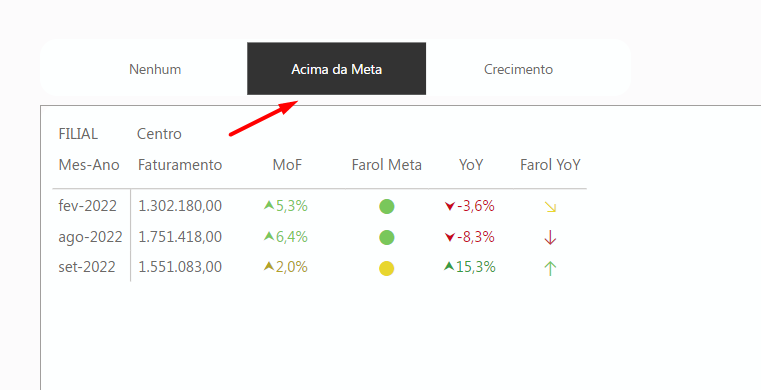 Nenhum Acima da Meta Crecimento
FILIAL Centro
Mes-Ano Faturamento MoF Farol Meta YoY Farol YoY
fev-2022 1.302.180,00 5,3% -3,6%
ago-2022 1.751.418,00 6,4% -8,3%
set-2022 1.551.083,00 2,0% 15,3%